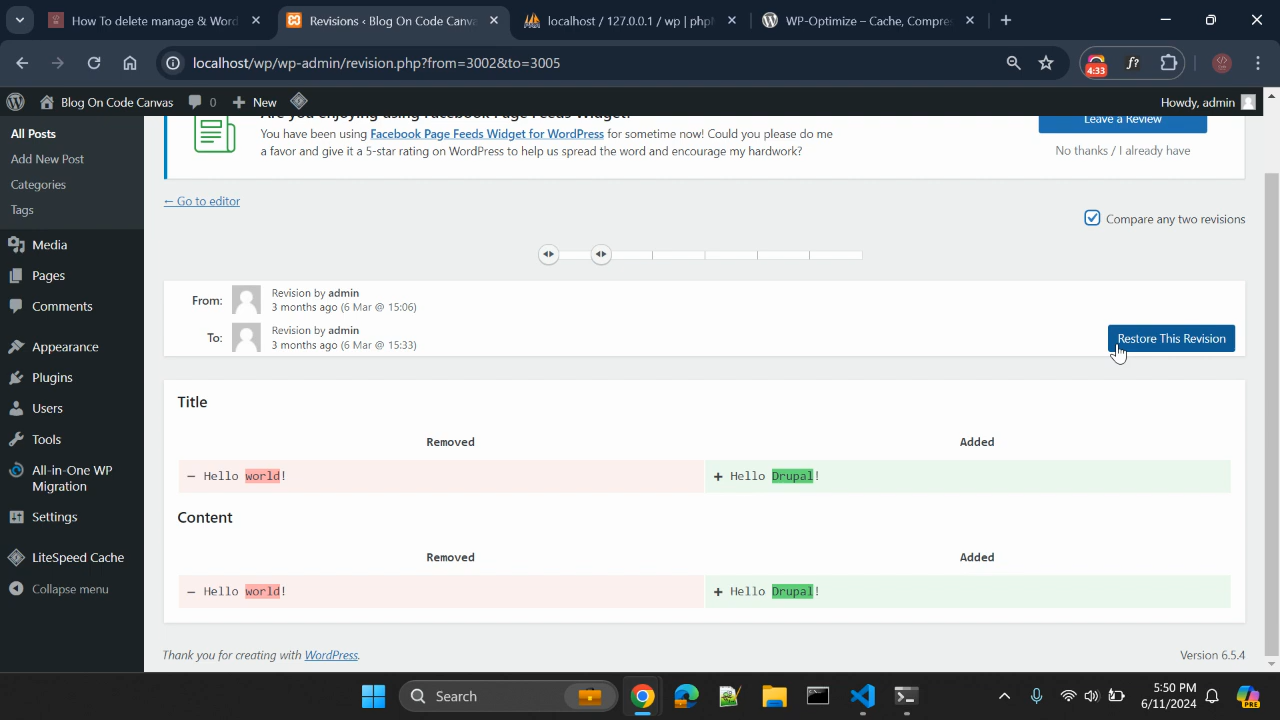 How To delete manage & Word
Revisions ‹ Blog On Code Canva
localhost / 127.0.0.1 / wp | php
WP-Optimize – Cache, Compre
localhost/wp/wp-admin/revision.php?from=3002&to=3005
4:33
f?
Blog On Code Canvas
0
New
Howdy, admin
All Posts
Add New Post
Categories
Tags
Media
Pages
Comments
Appearance
Plugins
Users
Tools
All-in-One WP
Migration
Settings
LiteSpeed Cache
Collapse menu
Are you enjoying using Facebook Page Feeds Widget?
You have been using Facebook Page Feeds Widget for WordPress for sometime now! Could you please do me
a favor and give it a 5-star rating on WordPress to help us spread the word and encourage my hardwork?
Leave a Review
No thanks / I already have
← Go to editor
Compare any two revisions
From:
Revision by admin
3 months ago (6 Mar @ 15:06)
To:
Revision by admin
3 months ago (6 Mar @ 15:33)
Restore This Revision
Title
Removed
Added
− Hello world!
+ Hello Drupal!
Content
Removed
Added
− Hello world!
+ Hello Drupal!
Thank you for creating with WordPress.
Version 6.5.4
Search
5:50 PM
6/11/2024
PRE